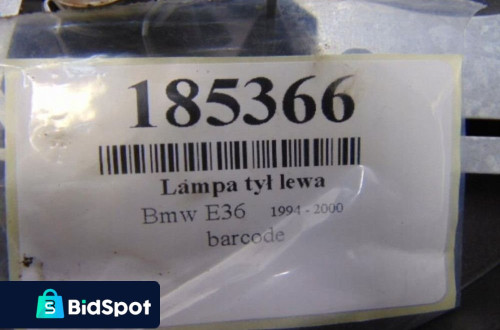 185366
Lampa tył lewa
Bmw E36 1994 - 2000
barcode
BidSpot